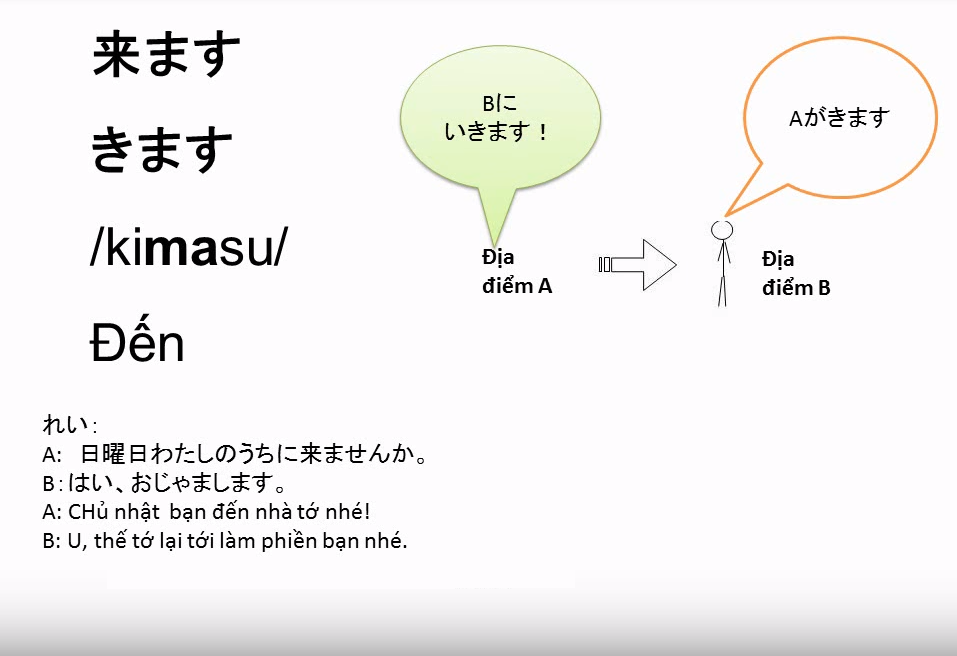 来ます
きます
/kimasu/
Đến
Bに
いきます！
Aがきます
Địa
điểm A
Địa
điểm B
れい：
A:　日曜日わたしのうちに来ませんか。
B：はい、おじゃまします。
A: CHủ nhật bạn đến nhà tớ nhé!
B: U, thế tớ lại tới làm phiền bạn nhé.